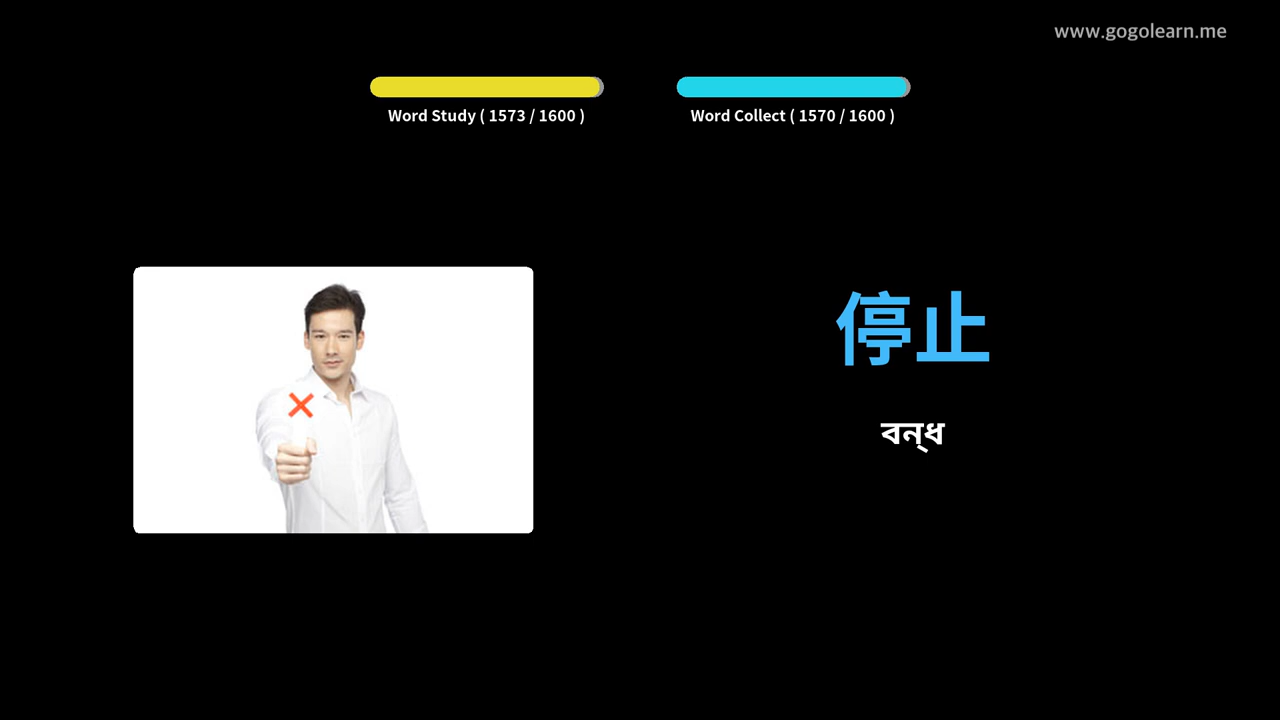 www.gogolearn.me
Word Study ( 1573 / 1600 )
Word Collect ( 1570 / 1600 )
停止
বন্ধ